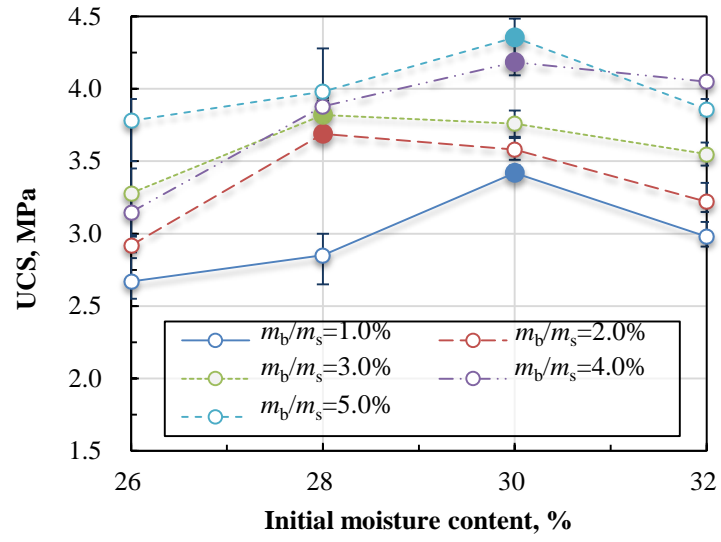 4.5
4.0
3.5
3.0
2.5
2.0
1.5
UCS, MPa
m_b/m_s=1.0%
m_b/m_s=2.0%
m_b/m_s=3.0%
m_b/m_s=4.0%
m_b/m_s=5.0%
26 28 30 32
Initial moisture content, %